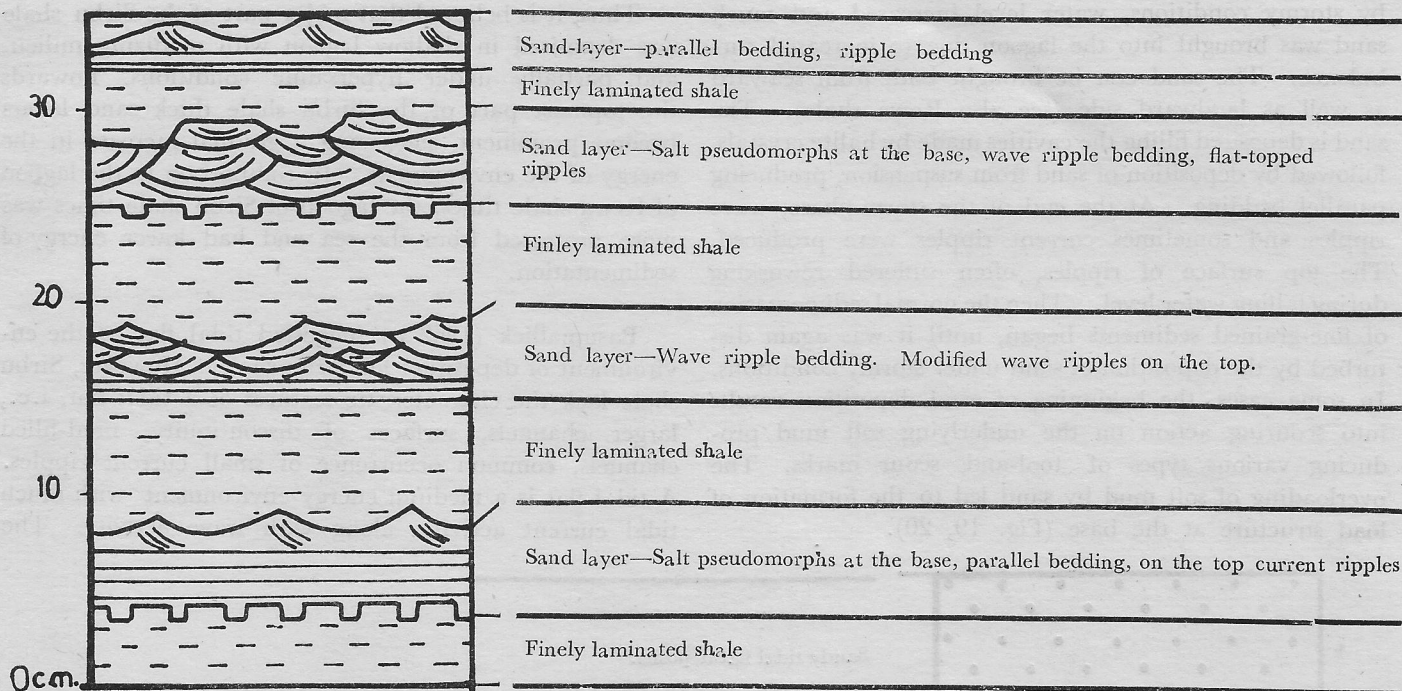 Sand-layer—parallel bedding, ripple bedding
Finely laminated shale
30
Sand layer—Salt pseudomorphs at the base, wave ripple bedding, flat-topped
ripples
Finley laminated shale
20
Sand layer—Wave ripple bedding. Modified wave ripples on the top.
Finely laminated shale
10
Sand layer—Salt pseudomorphs at the base, parallel bedding, on the top current ripples
Finely laminated shale
0cm.